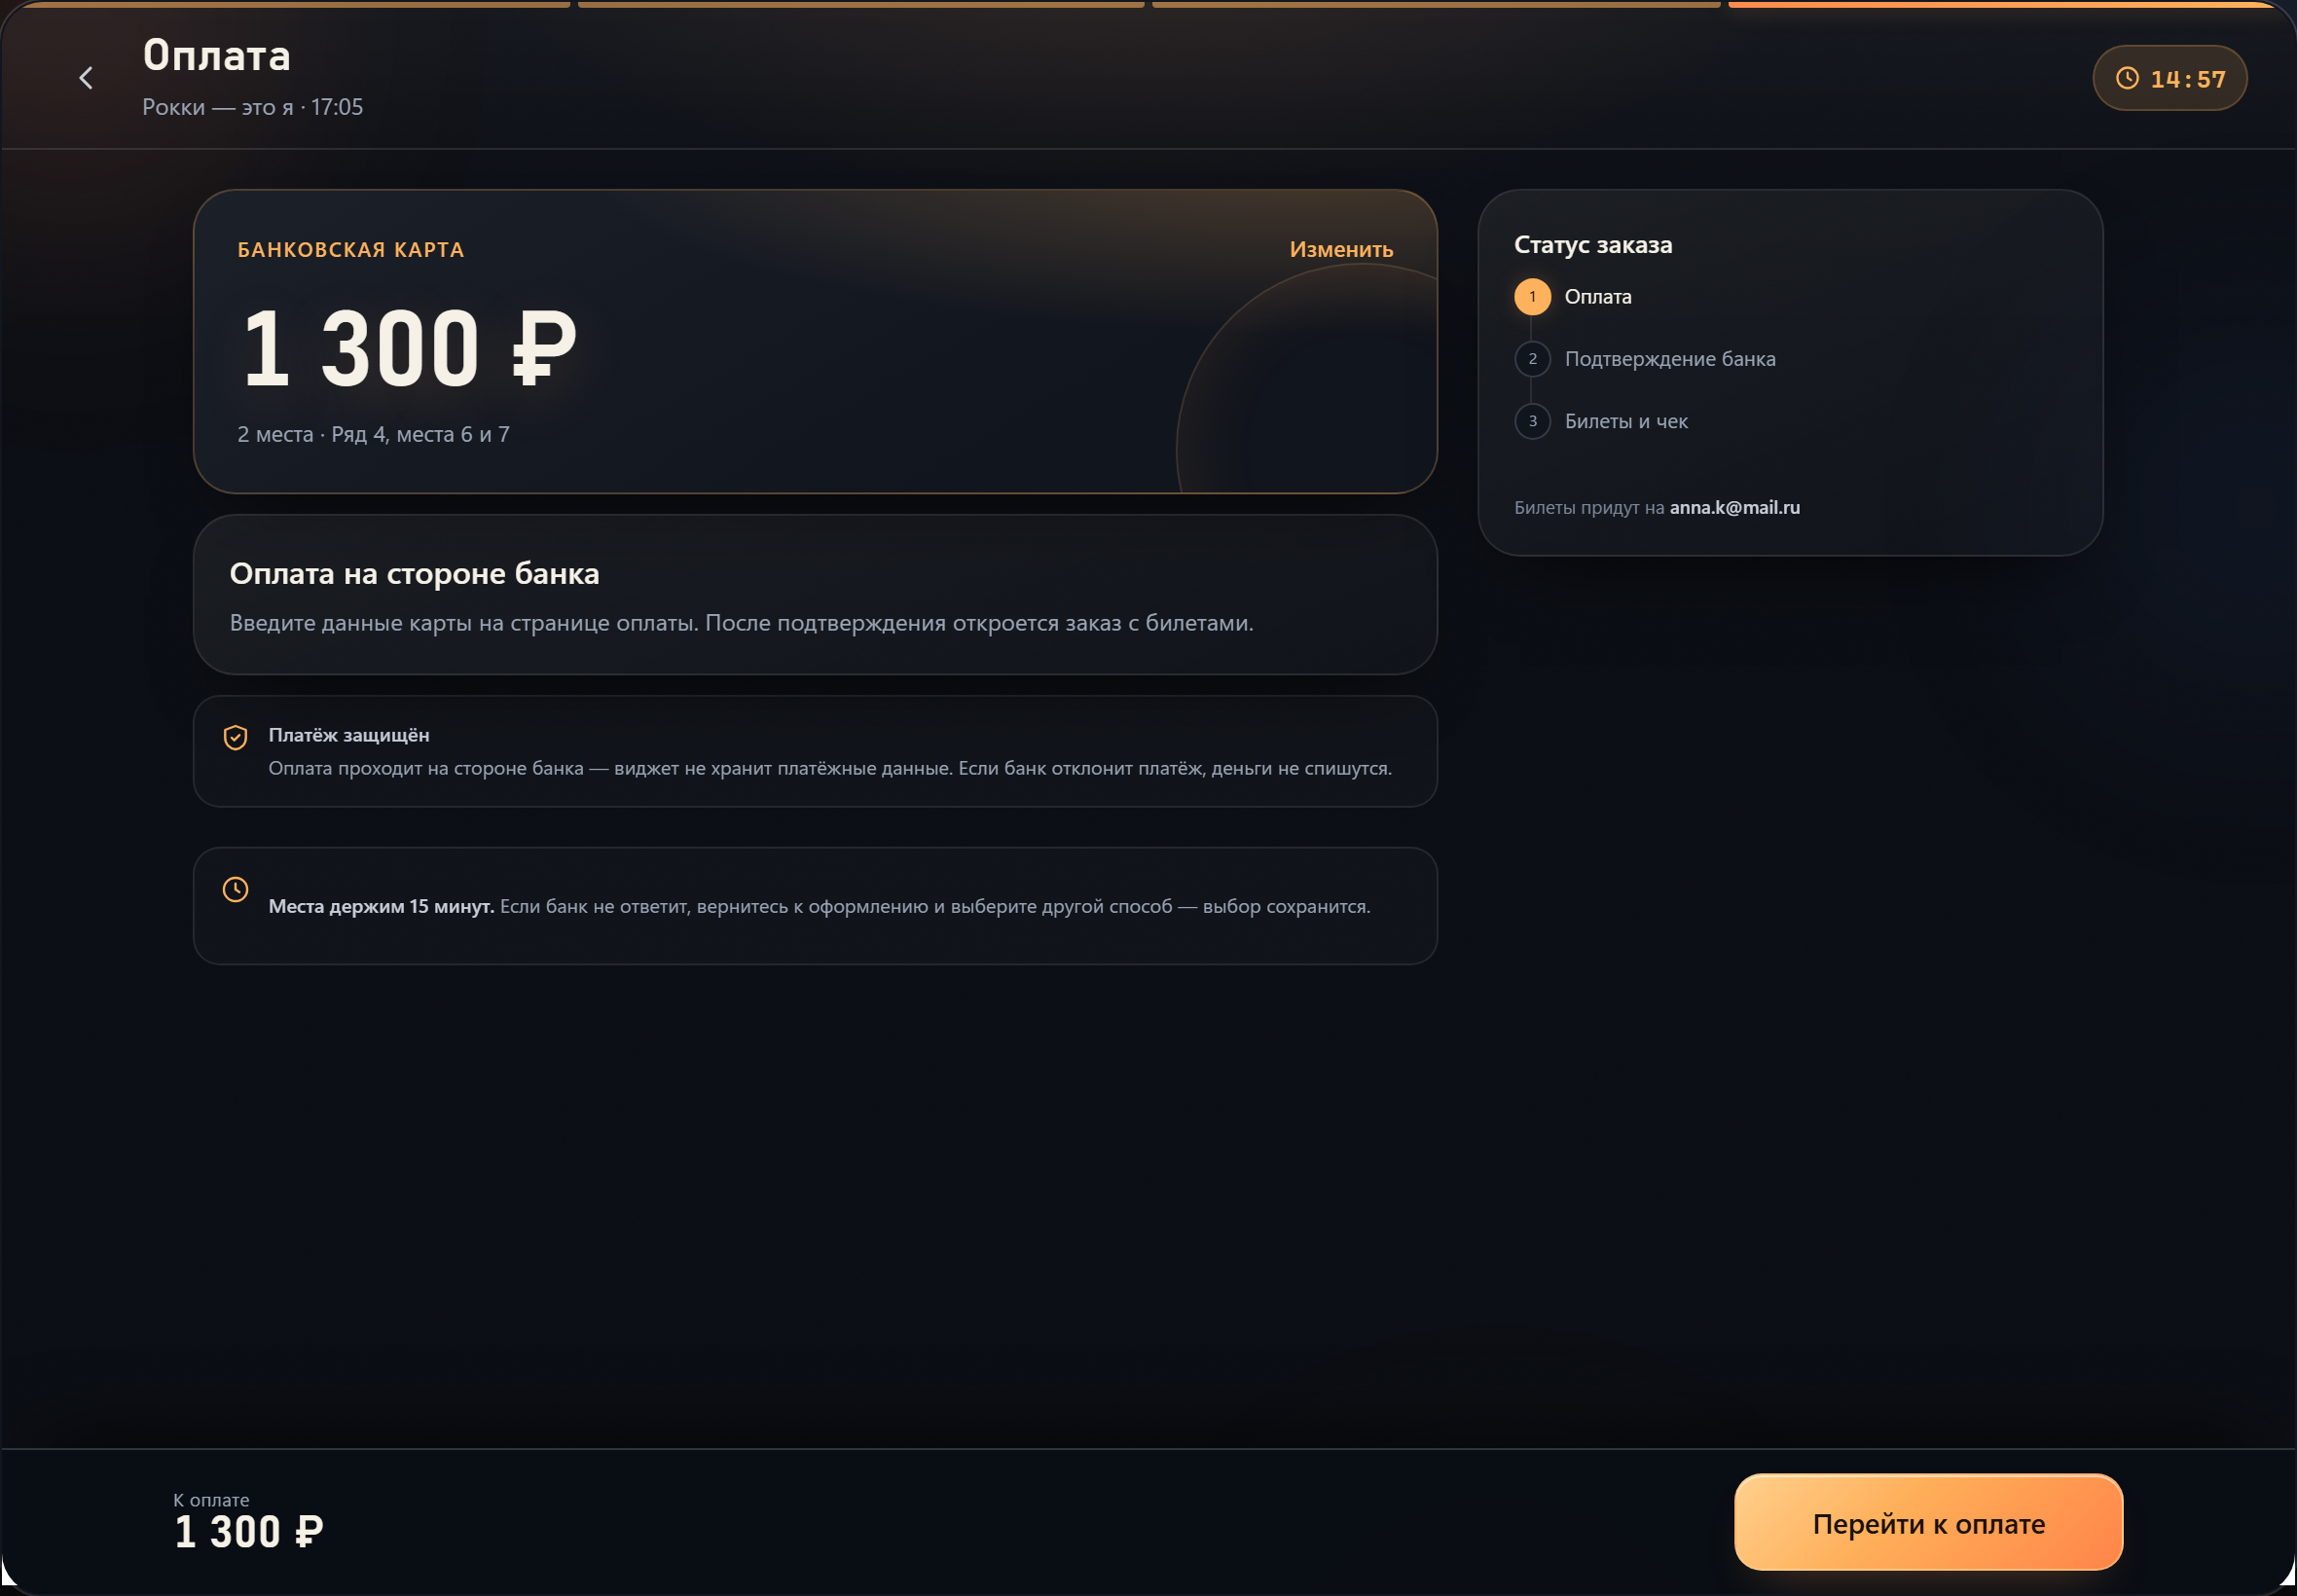 Оплата
Рокки — это я · 17:05
14:57
БАНКОВСКАЯ КАРТА
Изменить
1 300 ₽
2 места · Ряд 4, места 6 и 7
Оплата на стороне банка
Введите данные карты на странице оплаты. После подтверждения откроется заказ с билетами.
Платёж защищён
Оплата проходит на стороне банка — виджет не хранит платёжные данные. Если банк отклонит платёж, деньги не спишутся.
Места держим 15 минут. Если банк не ответит, вернитесь к оформлению и выберите другой способ — выбор сохранится.
Статус заказа
1 Оплата
2 Подтверждение банка
3 Билеты и чек
Билеты придут на anna.k@mail.ru
К оплате
1 300 ₽
Перейти к оплате